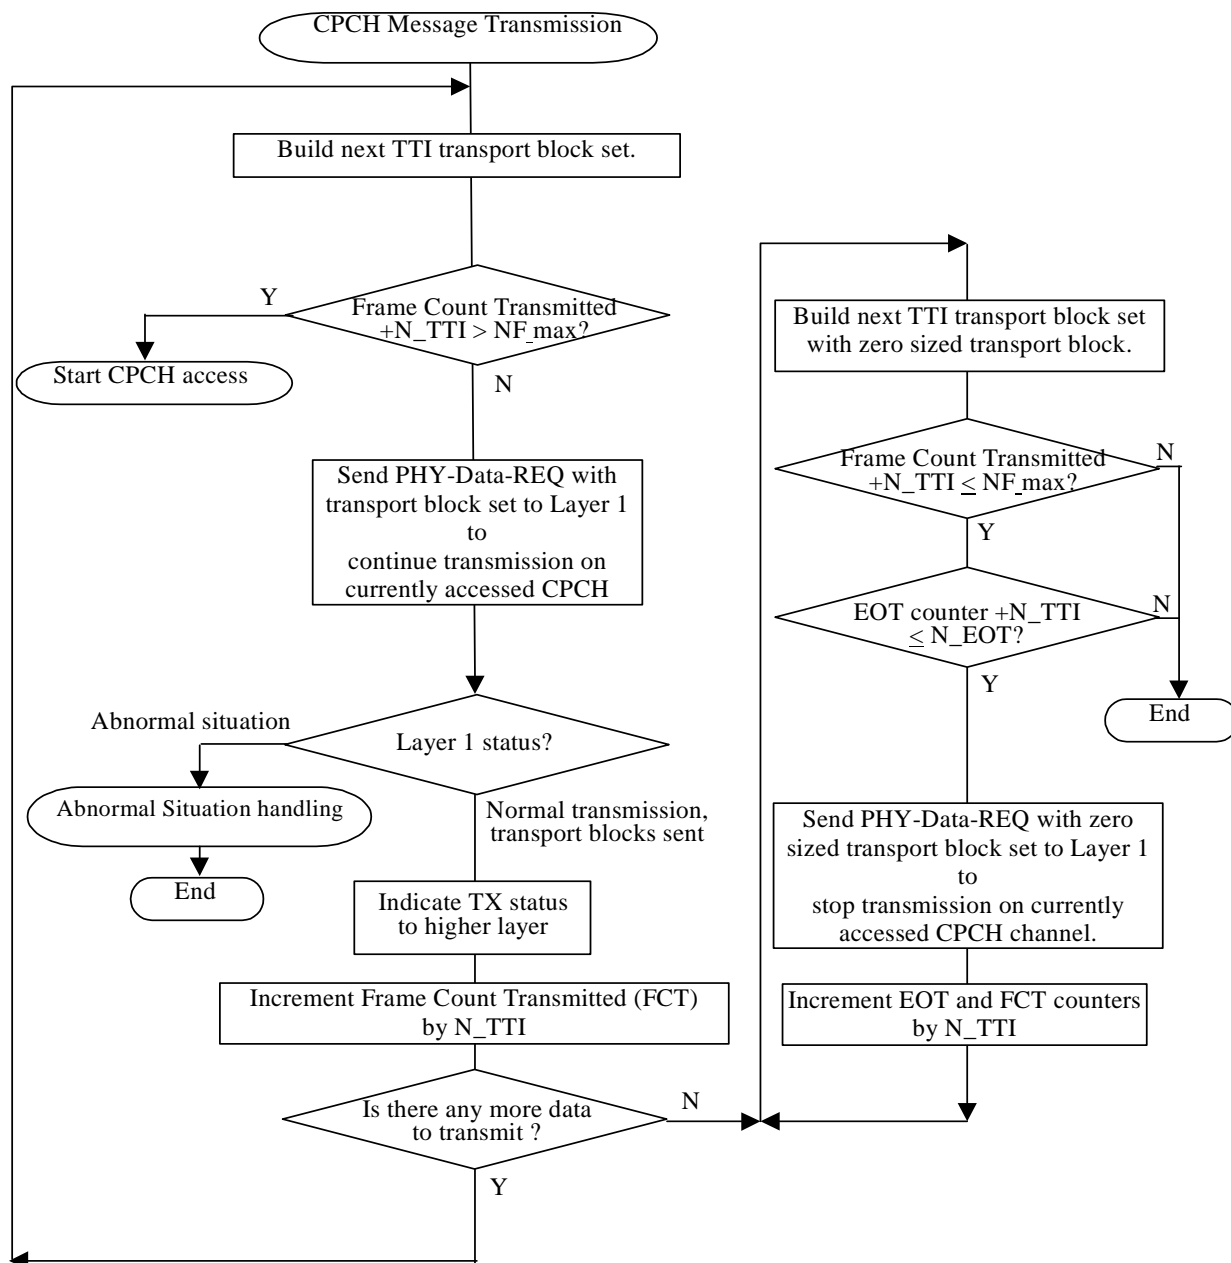 CPCH Message Transmission
Build next TTI transport block set.
Y
Frame Count Transmitted
+N_TTI > NF_max?
Start CPCH access
N
Send PHY-Data-REQ with
transport block set to Layer 1
to
continue transmission on
currently accessed CPCH
Abnormal situation
Layer 1 status?
Abnormal Situation handling
Normal transmission,
transport blocks sent
End
Indicate TX status
to higher layer
Increment Frame Count Transmitted (FCT)
by N_TTI
Is there any more data
to transmit ?
N
Y
Build next TTI transport block set
with zero sized transport block.
Frame Count Transmitted
+N_TTI ≤ NF_max?
N
Y
EOT counter +N_TTI
≤ N_EOT?
N
Y
End
Send PHY-Data-REQ with zero
sized transport block set to Layer 1
to
stop transmission on currently
accessed CPCH channel.
Increment EOT and FCT counters
by N_TTI